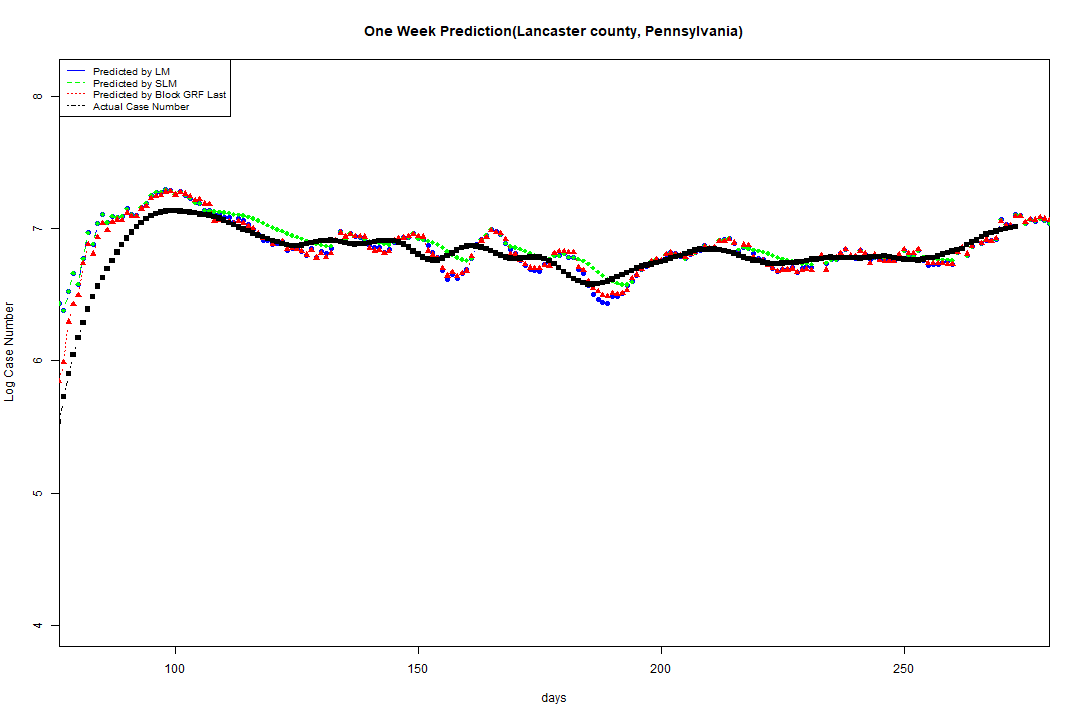 One Week Prediction(Lancaster county, Pennsylvania)
Predicted by LM
Predicted by SLM
Predicted by Block GRF Last
Actual Case Number
8
7
6
5
4
Log Case Number
100 150 200 250
days